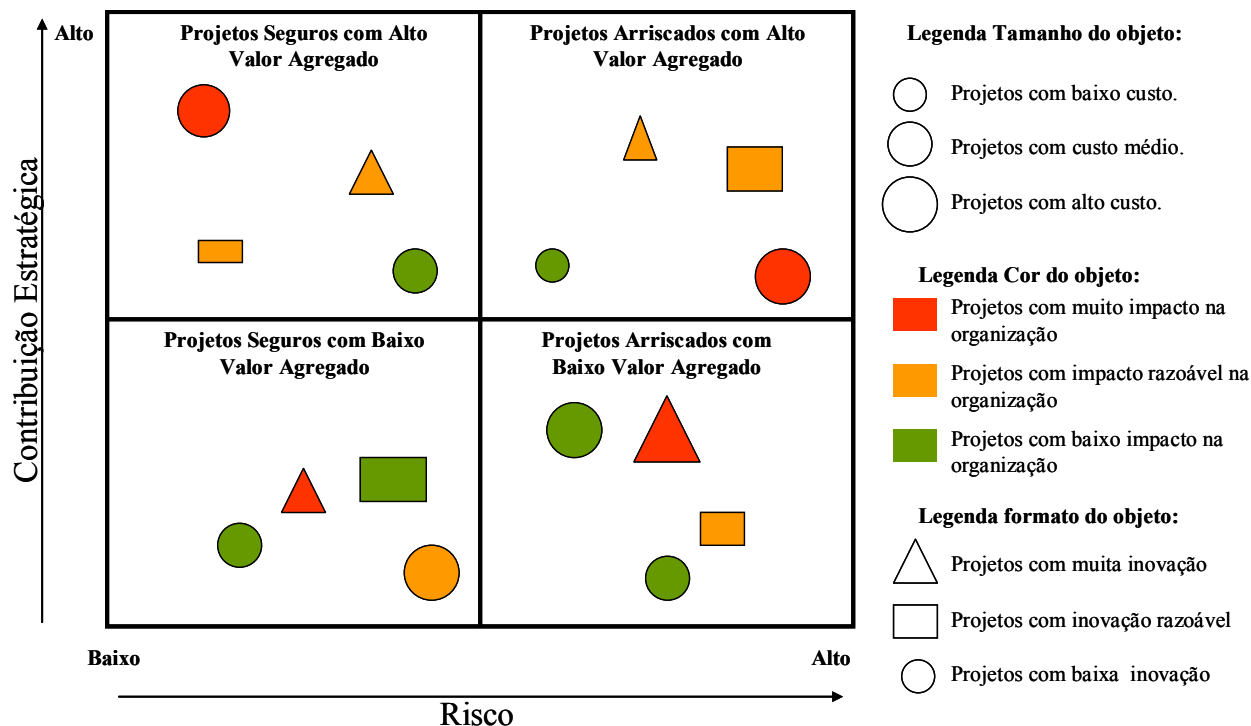 Alto
Contribuição Estratégica
Projetos Seguros com Alto
Valor Agregado
Projetos Arriscados com Alto
Valor Agregado
Projetos Seguros com Baixo
Valor Agregado
Projetos Arriscados com
Baixo Valor Agregado
Baixo
Alto
Risco
Legenda Tamanho do objeto:
Projetos com baixo custo.
Projetos com custo médio.
Projetos com alto custo.
Legenda Cor do objeto:
Projetos com muito impacto na
organização
Projetos com impacto razoável na
organização
Projetos com baixo impacto na
organização
Legenda formato do objeto:
Projetos com muita inovação
Projetos com inovação razoável
Projetos com baixa inovação